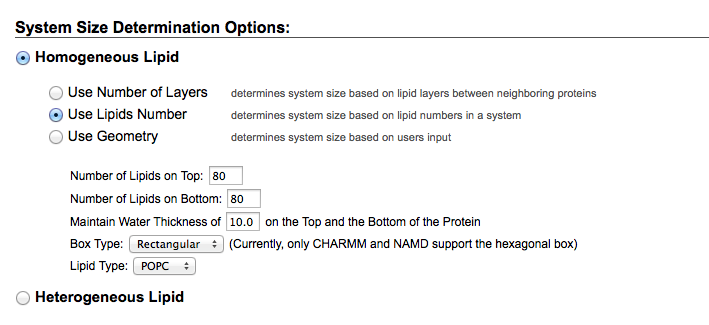 System Size Determination Options:
Homogeneous Lipid
Use Number of Layers determines system size based on lipid layers between neighboring proteins
Use Lipids Number determines system size based on lipid numbers in a system
Use Geometry determines system size based on users input
Number of Lipids on Top: 80
Number of Lipids on Bottom: 80
Maintain Water Thickness of 10.0 on the Top and the Bottom of the Protein
Box Type: Rectangular (Currently, only CHARMM and NAMD support the hexagonal box)
Lipid Type: POPC
Heterogeneous Lipid